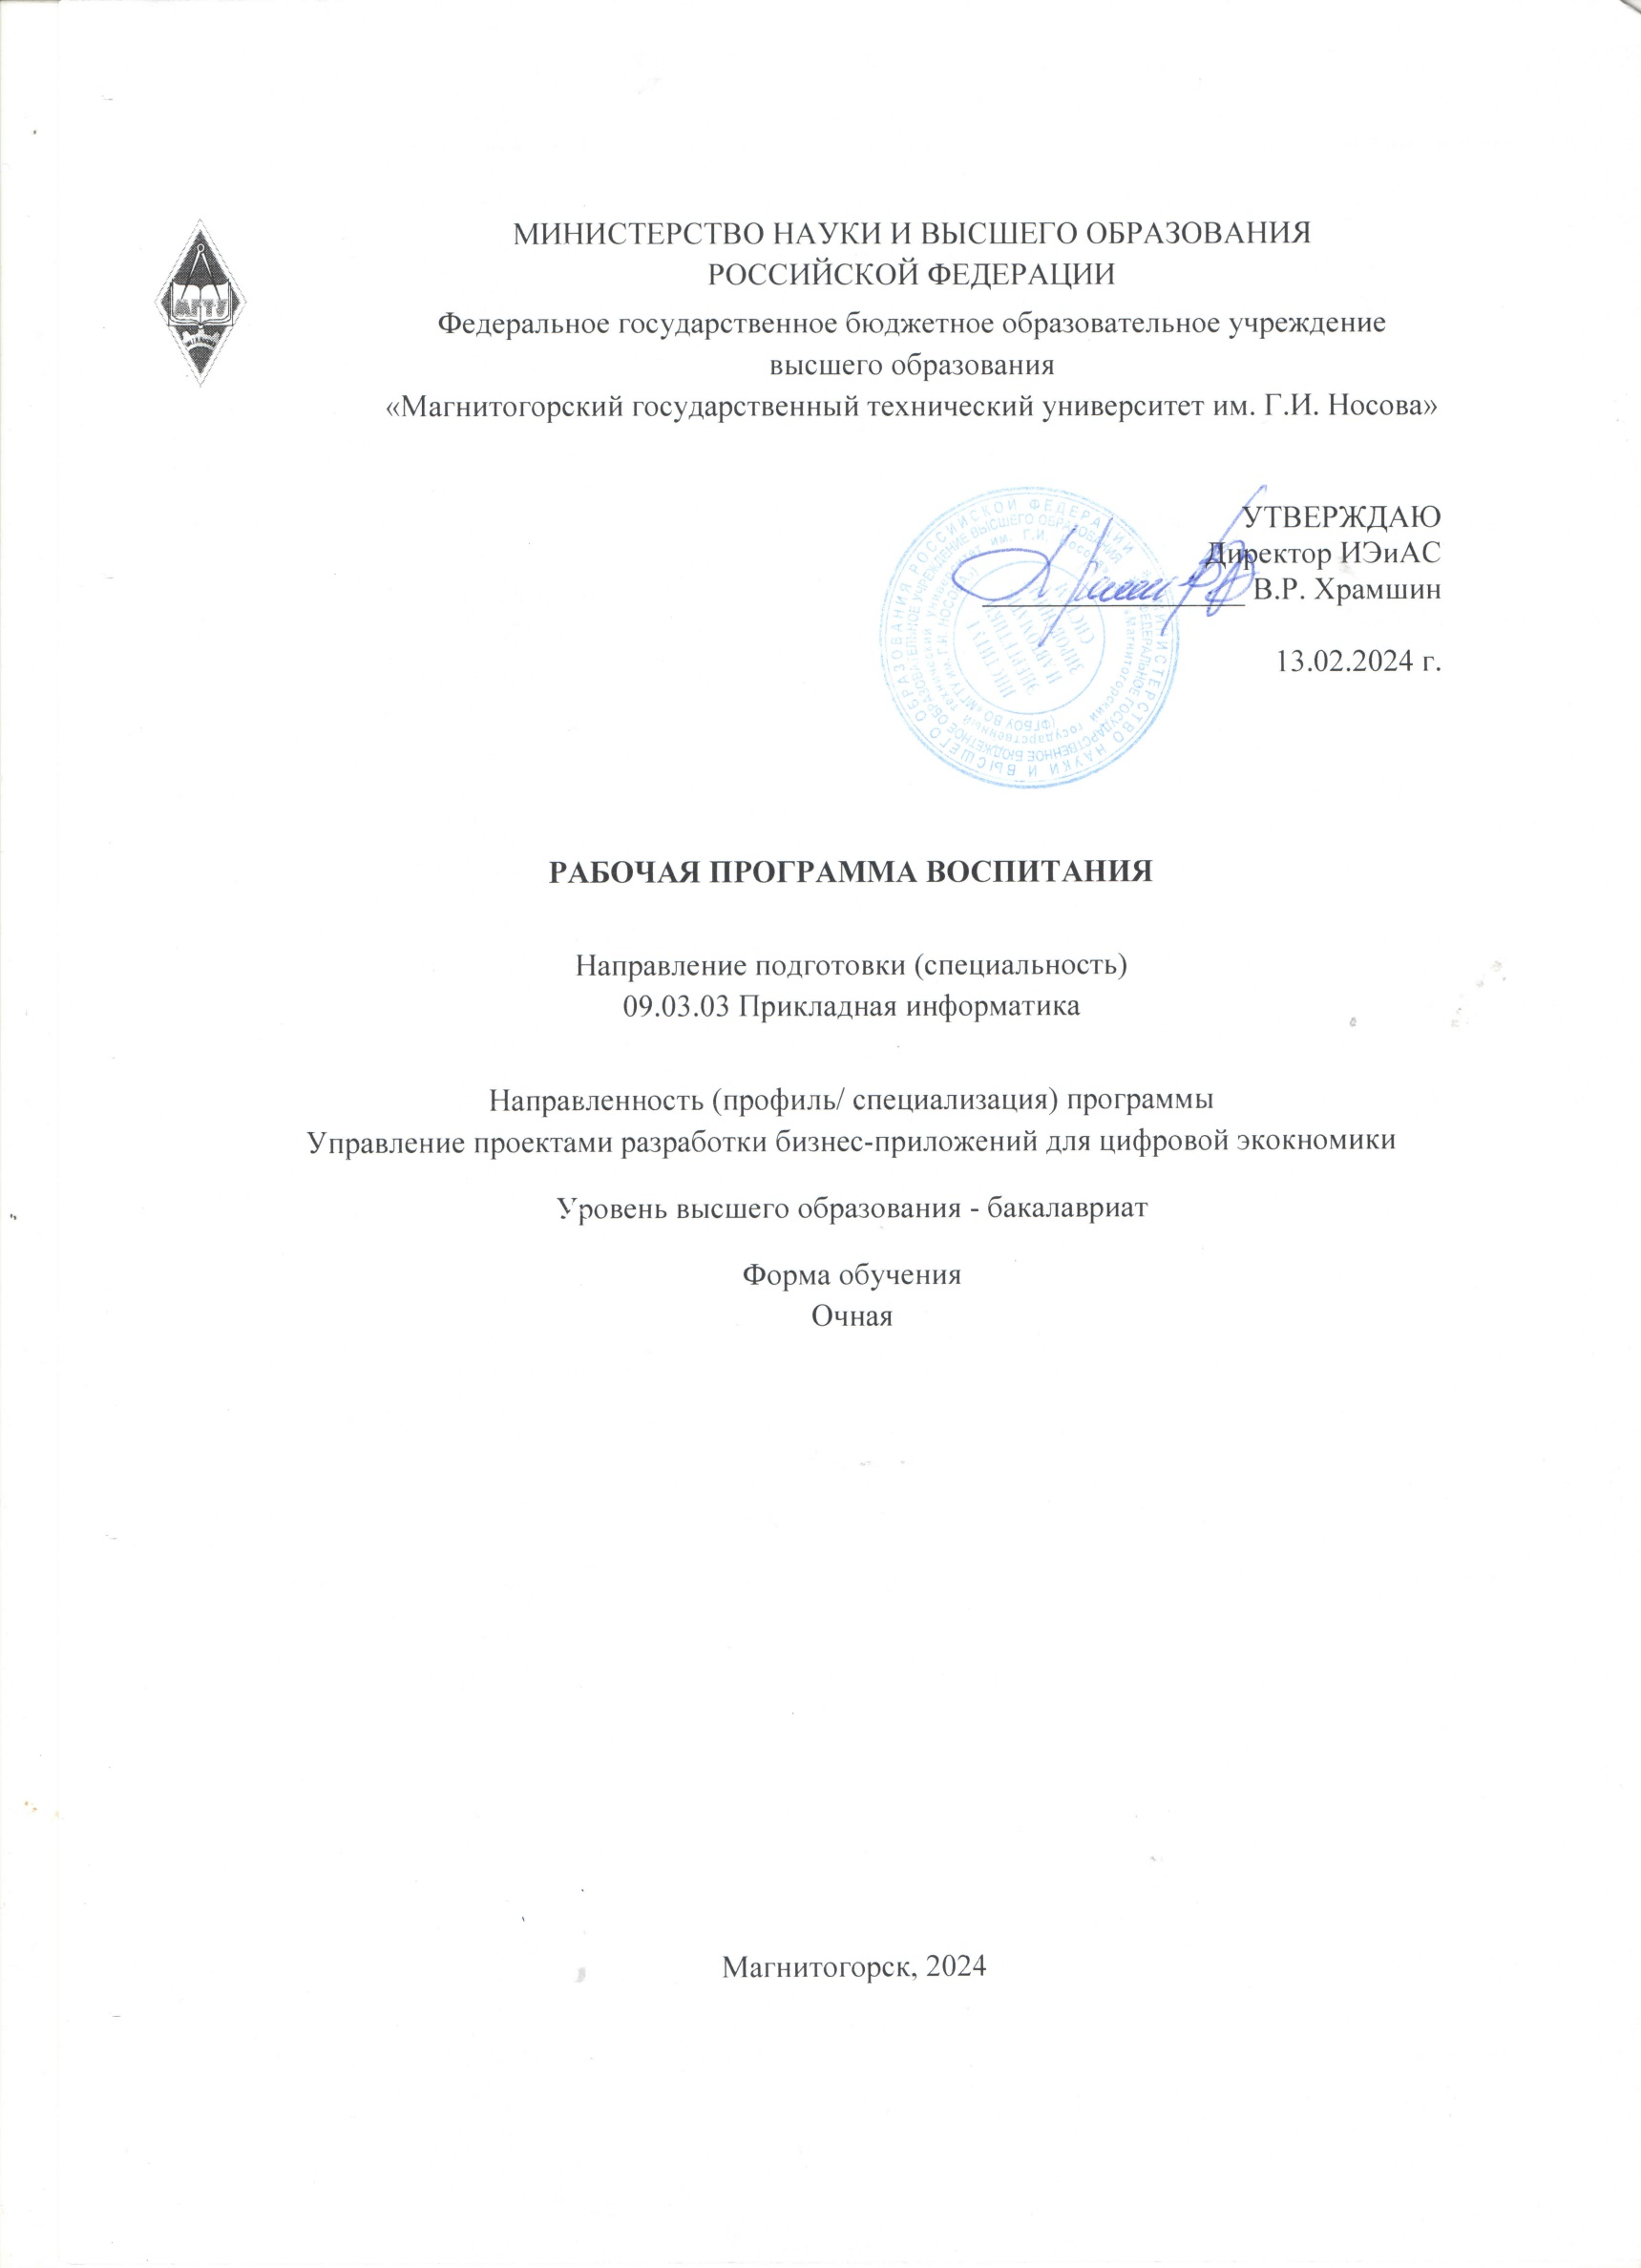 МИНИСТЕРСТВО НАУКИ И ВЫСШЕГО ОБРАЗОВАНИЯ
РОССИЙСКОЙ ФЕДЕРАЦИИ
Федеральное государственное бюджетное образовательное учреждение
высшего образования
«Магнитогорский государственный технический университет им. Г.И. Носова»
МГТУ
УТВЕРЖДАЮ
Директор ИЭиАС
В.Р. Храмшин
13.02.2024 г.
РАБОЧАЯ ПРОГРАММА ВОСПИТАНИЯ
Направление подготовки (специальность)
09.03.03 Прикладная информатика
Направленность (профиль/ специализация) программы
Управление проектами разработки бизнес-приложений для цифровой экокномики
Уровень высшего образования - бакалавриат
Форма обучения
Очная
Магнитогорск, 2024